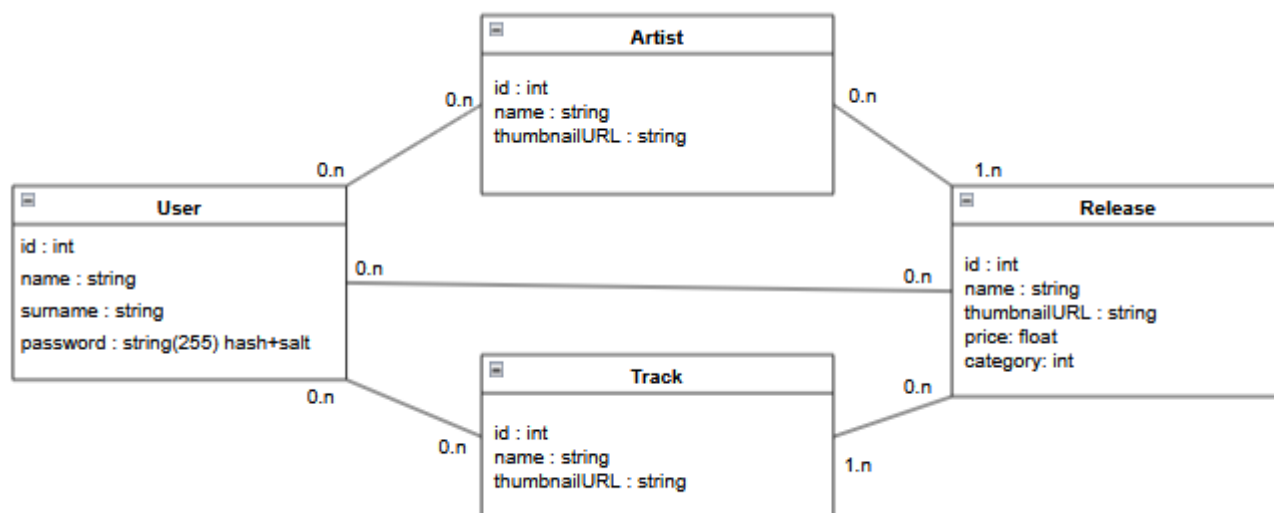 Artist
id : int
name : string
thumbnailURL : string
0.n
0.n
0.n
1.n
User
id : int
name : string
surname : string
password : string(255) hash+salt
Release
id : int
name : string
thumbnailURL : string
price: float
category: int
0.n
0.n
Track
id : int
name : string
thumbnailURL : string
0.n
0.n
0.n
1.n